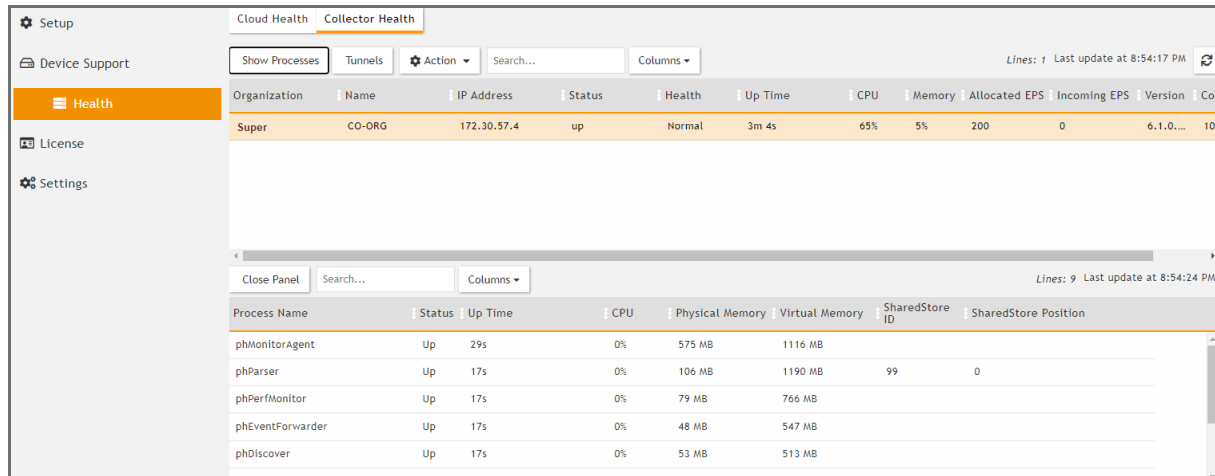 Setup
Device Support
Health
License
Settings
Cloud Health Collector Health
Show Processes Tunnels Action Search... Columns Lines: 1 Last update at 8:54:17 PM
Organization Name IP Address Status Health Up Time CPU Memory Allocated EPS Incoming EPS Version Co
Super CO-ORG 172.30.57.4 up Normal 3m 4s 65% 5% 200 0 6.1.0.... 10
Close Panel Search... Columns Lines: 9 Last update at 8:54:24 PM
Process Name Status Up Time CPU Physical Memory Virtual Memory SharedStore ID SharedStore Position
phMonitorAgent Up 29s 0% 575 MB 1116 MB
phParser Up 17s 0% 106 MB 1190 MB 99 0
phPerfMonitor Up 17s 0% 79 MB 766 MB
phEventForwarder Up 17s 0% 48 MB 547 MB
phDiscover Up 17s 0% 53 MB 513 MB